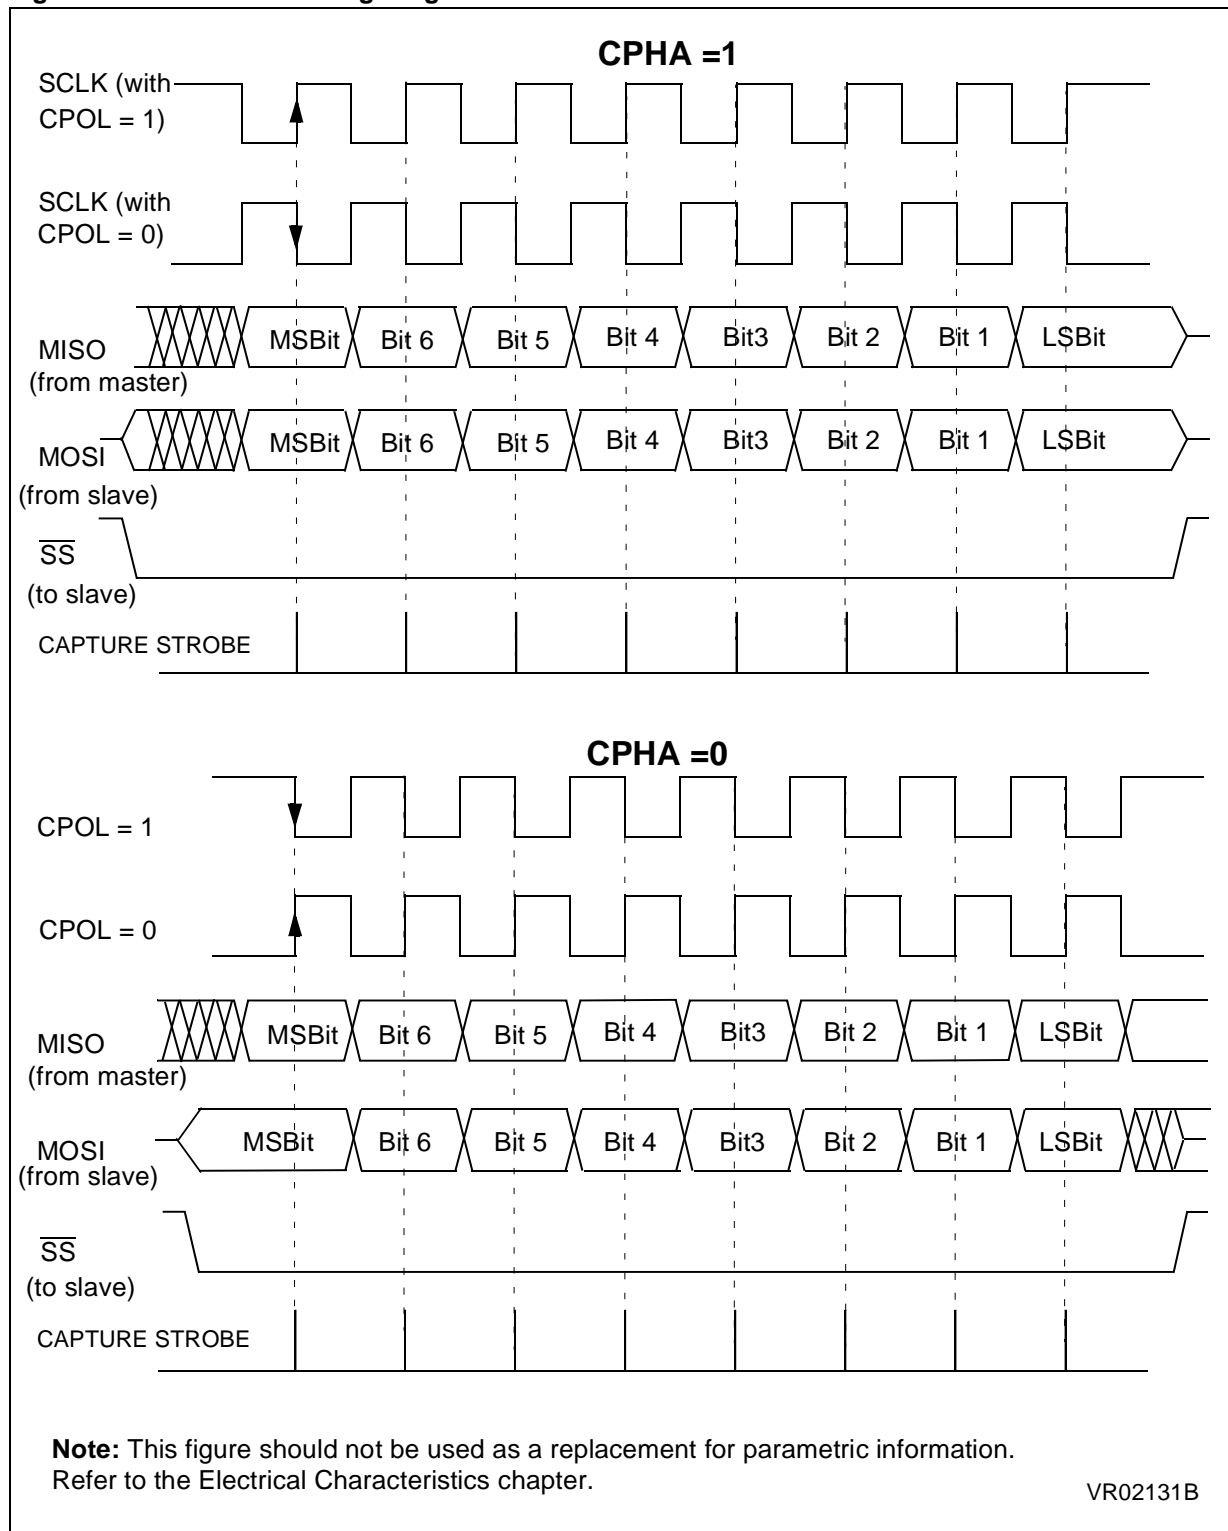 CPHA =1
SCLK (with
CPOL = 1)
SCLK (with
CPOL = 0)
MISO
(from master)
MSBit Bit 6 Bit 5 Bit 4 Bit3 Bit 2 Bit 1 LSBit
MOSI
(from slave)
MSBit Bit 6 Bit 5 Bit 4 Bit3 Bit 2 Bit 1 LSBit
SS
(to slave)
CAPTURE STROBE
CPHA =0
CPOL = 1
CPOL = 0
MISO
(from master)
MSBit Bit 6 Bit 5 Bit 4 Bit3 Bit 2 Bit 1 LSBit
MOSI
(from slave)
MSBit Bit 6 Bit 5 Bit 4 Bit3 Bit 2 Bit 1 LSBit
SS
(to slave)
CAPTURE STROBE
Note: This figure should not be used as a replacement for parametric information.
Refer to the Electrical Characteristics chapter.
VR02131B